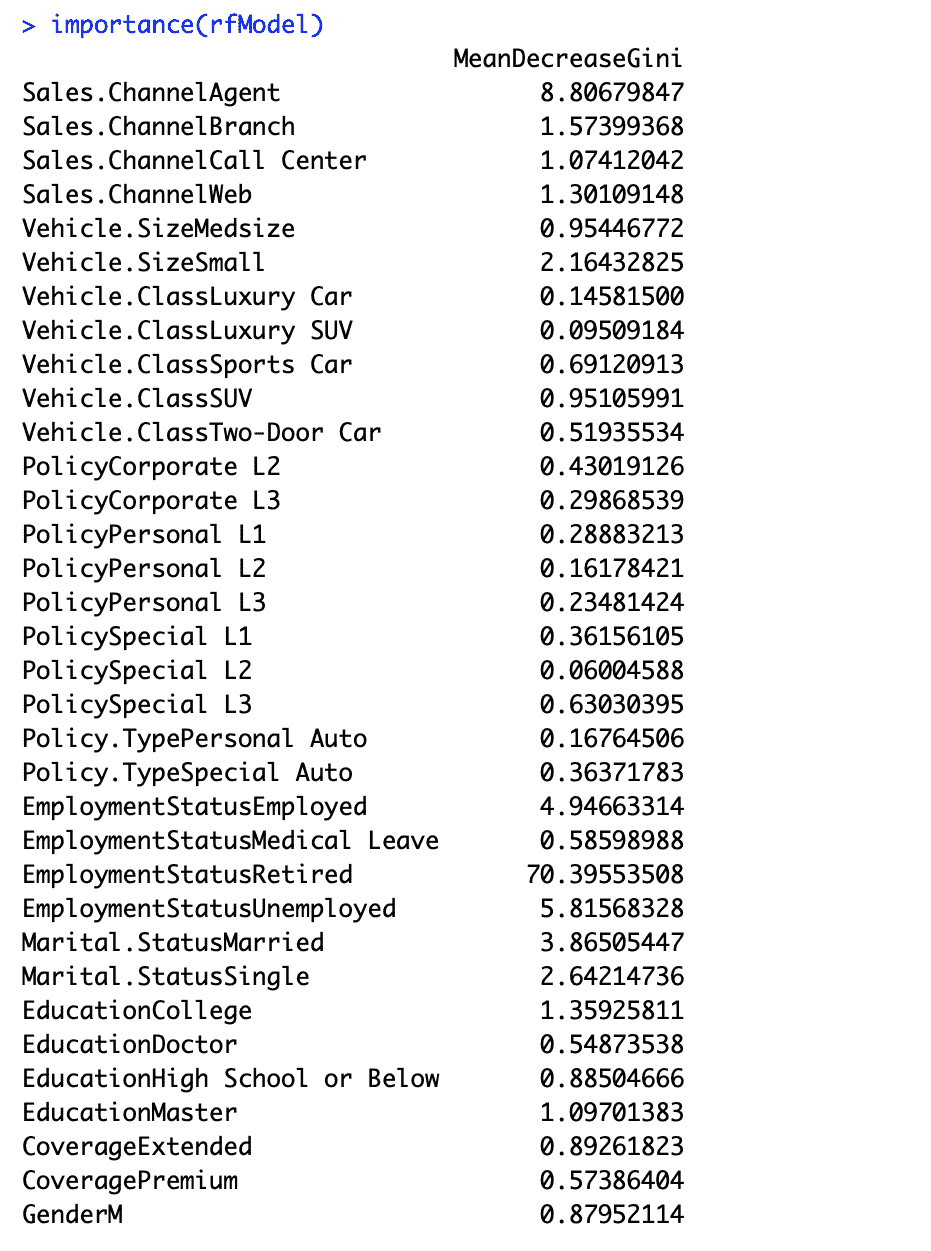 > importance(rfModel)
MeanDecreaseGini
Sales.ChannelAgent 8.80679847
Sales.ChannelBranch 1.57399368
Sales.ChannelCall Center 1.07412042
Sales.ChannelWeb 1.30109148
Vehicle.SizeMedsize 0.95446772
Vehicle.SizeSmall 2.16432825
Vehicle.ClassLuxury Car 0.14581500
Vehicle.ClassLuxury SUV 0.09509184
Vehicle.ClassSports Car 0.69120913
Vehicle.ClassSUV 0.95105991
Vehicle.ClassTwo-Door Car 0.51935534
PolicyCorporate L2 0.43019126
PolicyCorporate L3 0.29868539
PolicyPersonal L1 0.28883213
PolicyPersonal L2 0.16178421
PolicyPersonal L3 0.23481424
PolicySpecial L1 0.36156105
PolicySpecial L2 0.06004588
PolicySpecial L3 0.63030395
Policy.TypePersonal Auto 0.16764506
Policy.TypeSpecial Auto 0.36371783
EmploymentStatusEmployed 4.94663314
EmploymentStatusMedical Leave 0.58598988
EmploymentStatusRetired 70.39553508
EmploymentStatusUnemployed 5.81568328
Marital.StatusMarried 3.86505447
Marital.StatusSingle 2.64214736
EducationCollege 1.35925811
EducationDoctor 0.54873538
EducationHigh School or Below 0.88504666
EducationMaster 1.09701383
CoverageExtended 0.89261823
CoveragePremium 0.57386404
GenderM 0.87952114